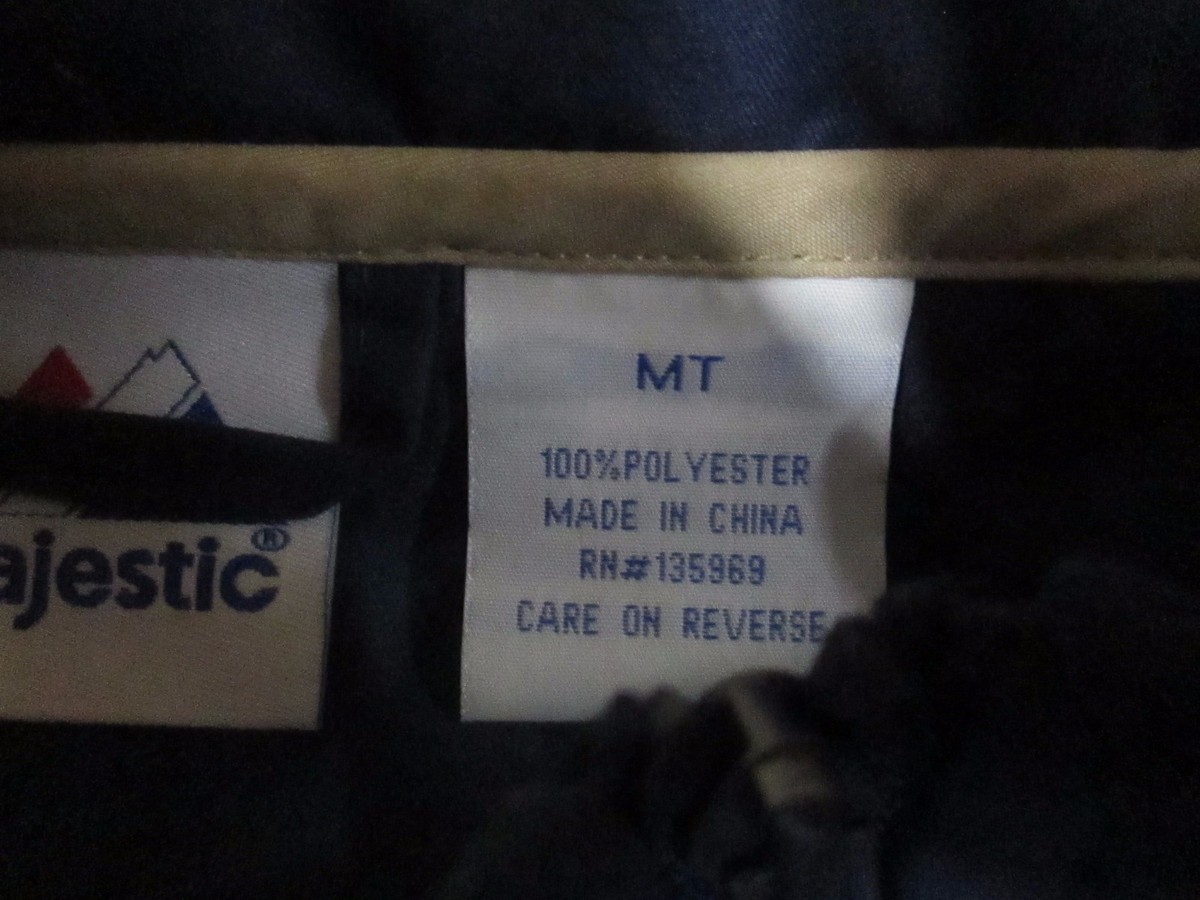 ajestic®
MT
100%POLYESTER
MADE IN CHINA
RN#135969
CARE ON REVERSE